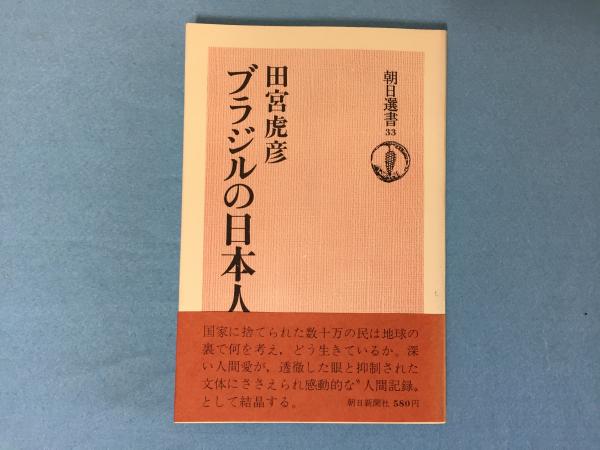 朝日選書
33
田宮虎彦
ブラジルの日本人
国家に捨てられた数十万の民は地球の
裏で何を考え，どう生きているか。深
い人間愛が，透徹した眼と抑制された
文体にささえられ感動的な〝人間記録〟
として結晶する。
朝日新聞社 580円